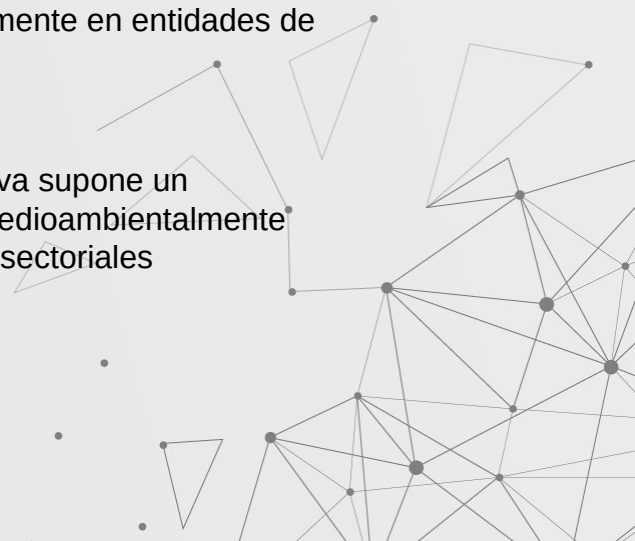 mente en entidades de
va supone un
edioambientalmente
sectoriales